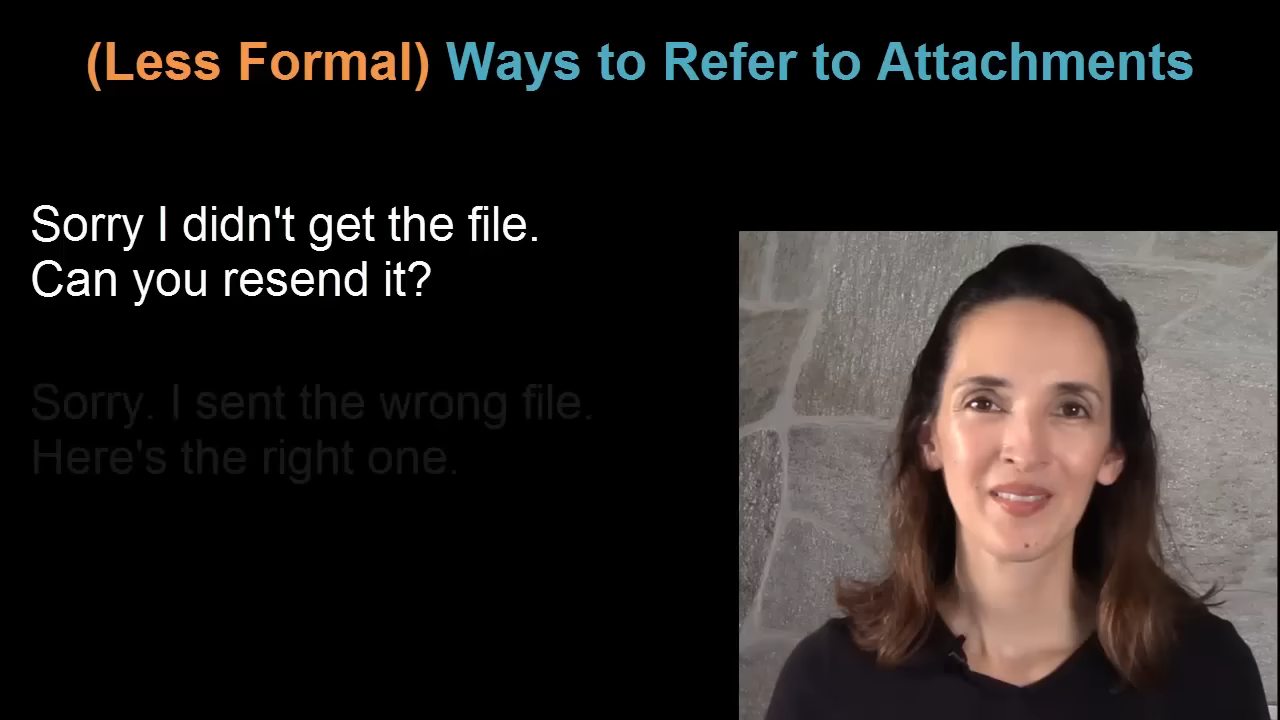 (Less Formal) Ways to Refer to Attachments
Sorry I didn't get the file.
Can you resend it?
Sorry. I sent the wrong file.
Here's the right one.